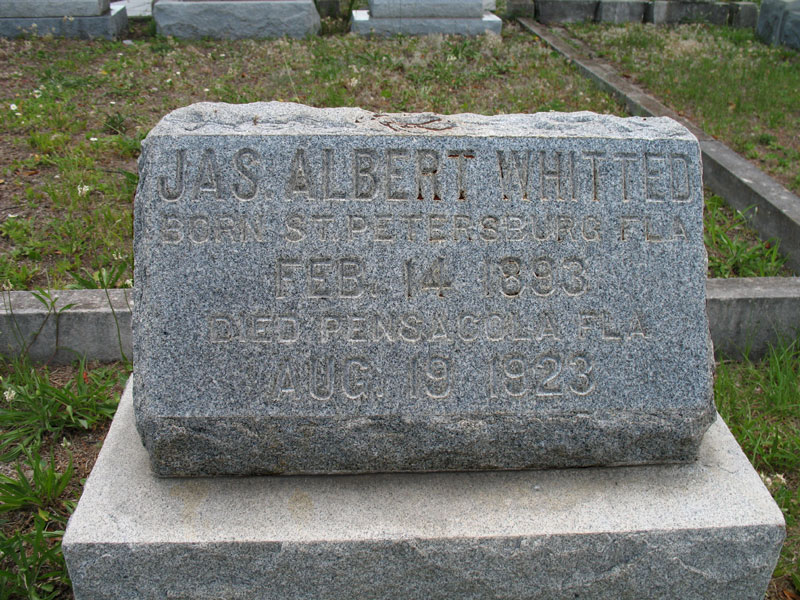 JAS ALBERT WHITTED
BORN ST. PETERSBURG FLA
FEB. 14 1893
DIED PENSACOLA FLA
AUG. 19 1923